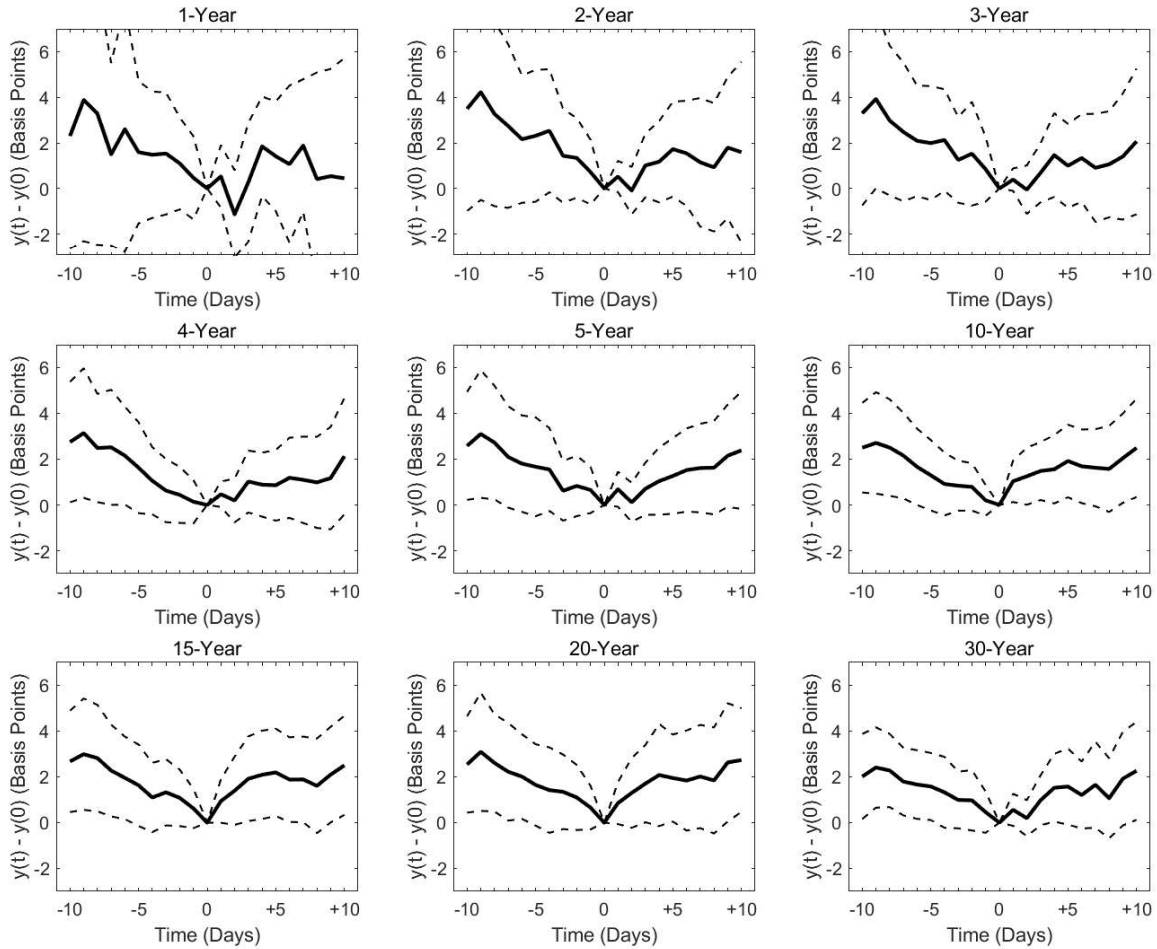 1-Year
y(t) - y(0) (Basis Points)
6
4
2
0
-2
-10 -5 0 +5 +10
Time (Days)
2-Year
y(t) - y(0) (Basis Points)
6
4
2
0
-2
-10 -5 0 +5 +10
Time (Days)
3-Year
y(t) - y(0) (Basis Points)
6
4
2
0
-2
-10 -5 0 +5 +10
Time (Days)
4-Year
y(t) - y(0) (Basis Points)
6
4
2
0
-2
-10 -5 0 +5 +10
Time (Days)
5-Year
y(t) - y(0) (Basis Points)
6
4
2
0
-2
-10 -5 0 +5 +10
Time (Days)
10-Year
y(t) - y(0) (Basis Points)
6
4
2
0
-2
-10 -5 0 +5 +10
Time (Days)
15-Year
y(t) - y(0) (Basis Points)
6
4
2
0
-2
-10 -5 0 +5 +10
Time (Days)
20-Year
y(t) - y(0) (Basis Points)
6
4
2
0
-2
-10 -5 0 +5 +10
Time (Days)
30-Year
y(t) - y(0) (Basis Points)
6
4
2
0
-2
-10 -5 0 +5 +10
Time (Days)